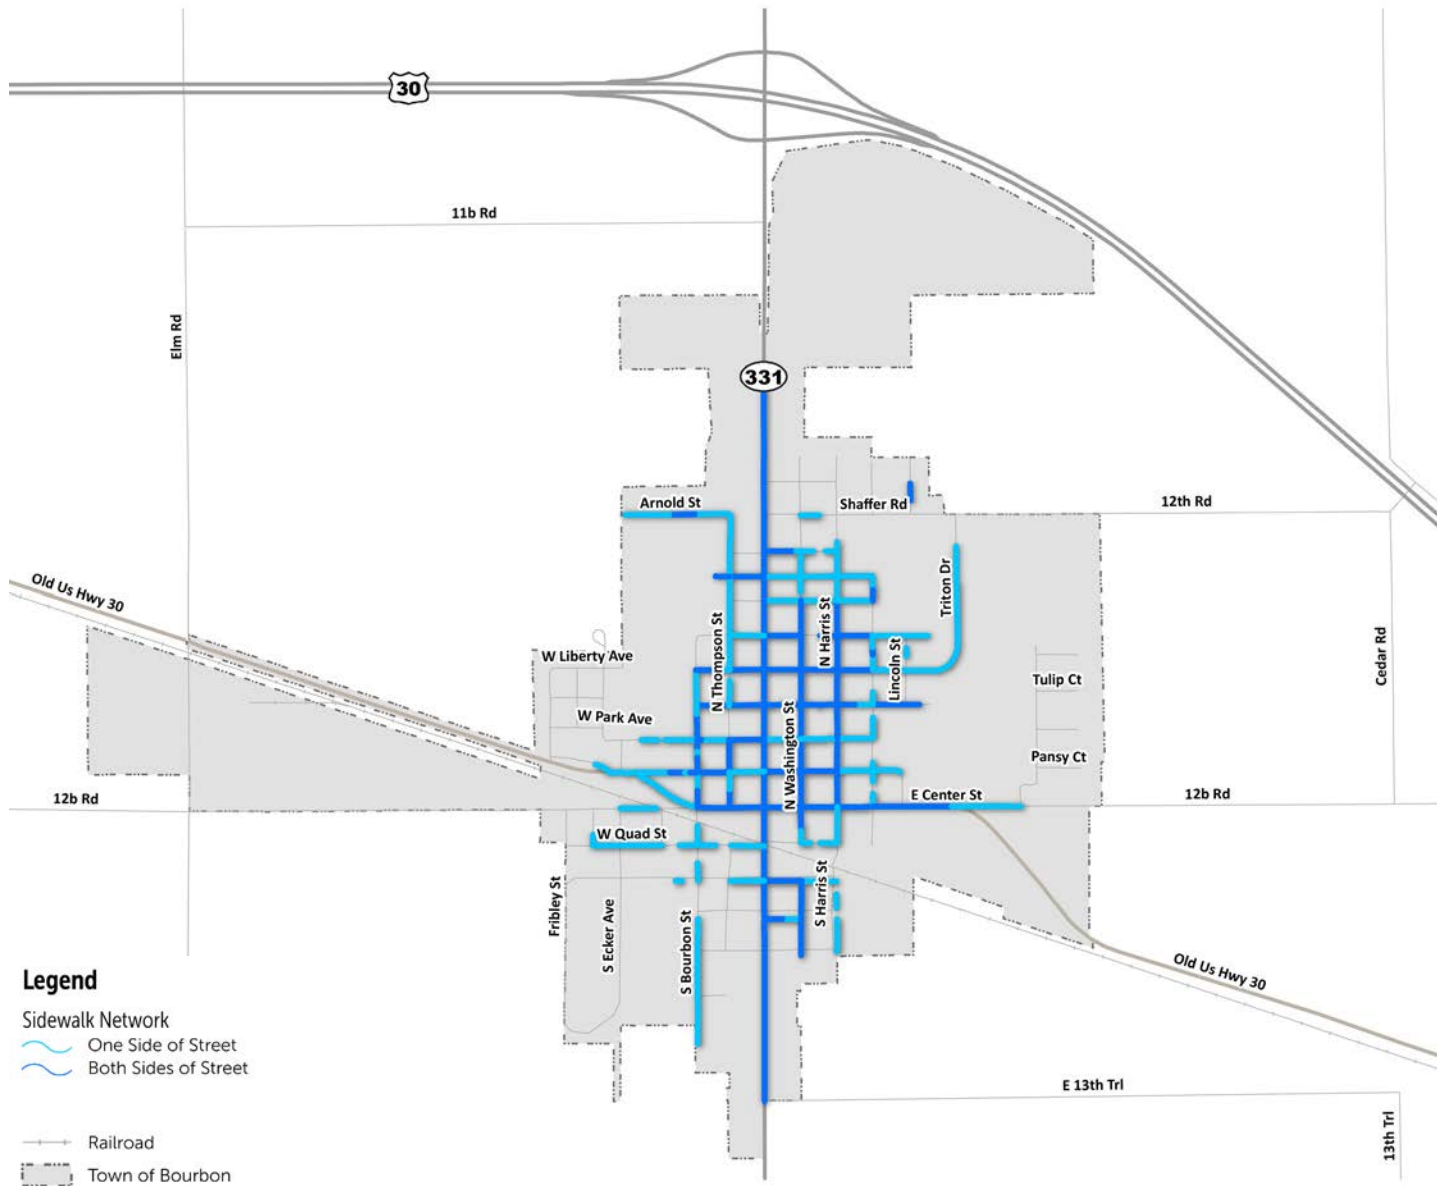 30
11b Rd
Elm Rd
331
Arnold St
Shaffer Rd
12th Rd
Old Us Hwy 30
Triton Dr
N Harris St
N Thompson St
W Liberty Ave
Lincoln St
Cedar Rd
Tulip Ct
W Park Ave
N Washington St
Pansy Ct
12b Rd
E Center St
12b Rd
W Quad St
Fribley St
S Ecker Ave
S Bourbon St
S Harris St
Old Us Hwy 30
E 13th Trl
13th Trl
Legend
Sidewalk Network
One Side of Street
Both Sides of Street
Railroad
Town of Bourbon